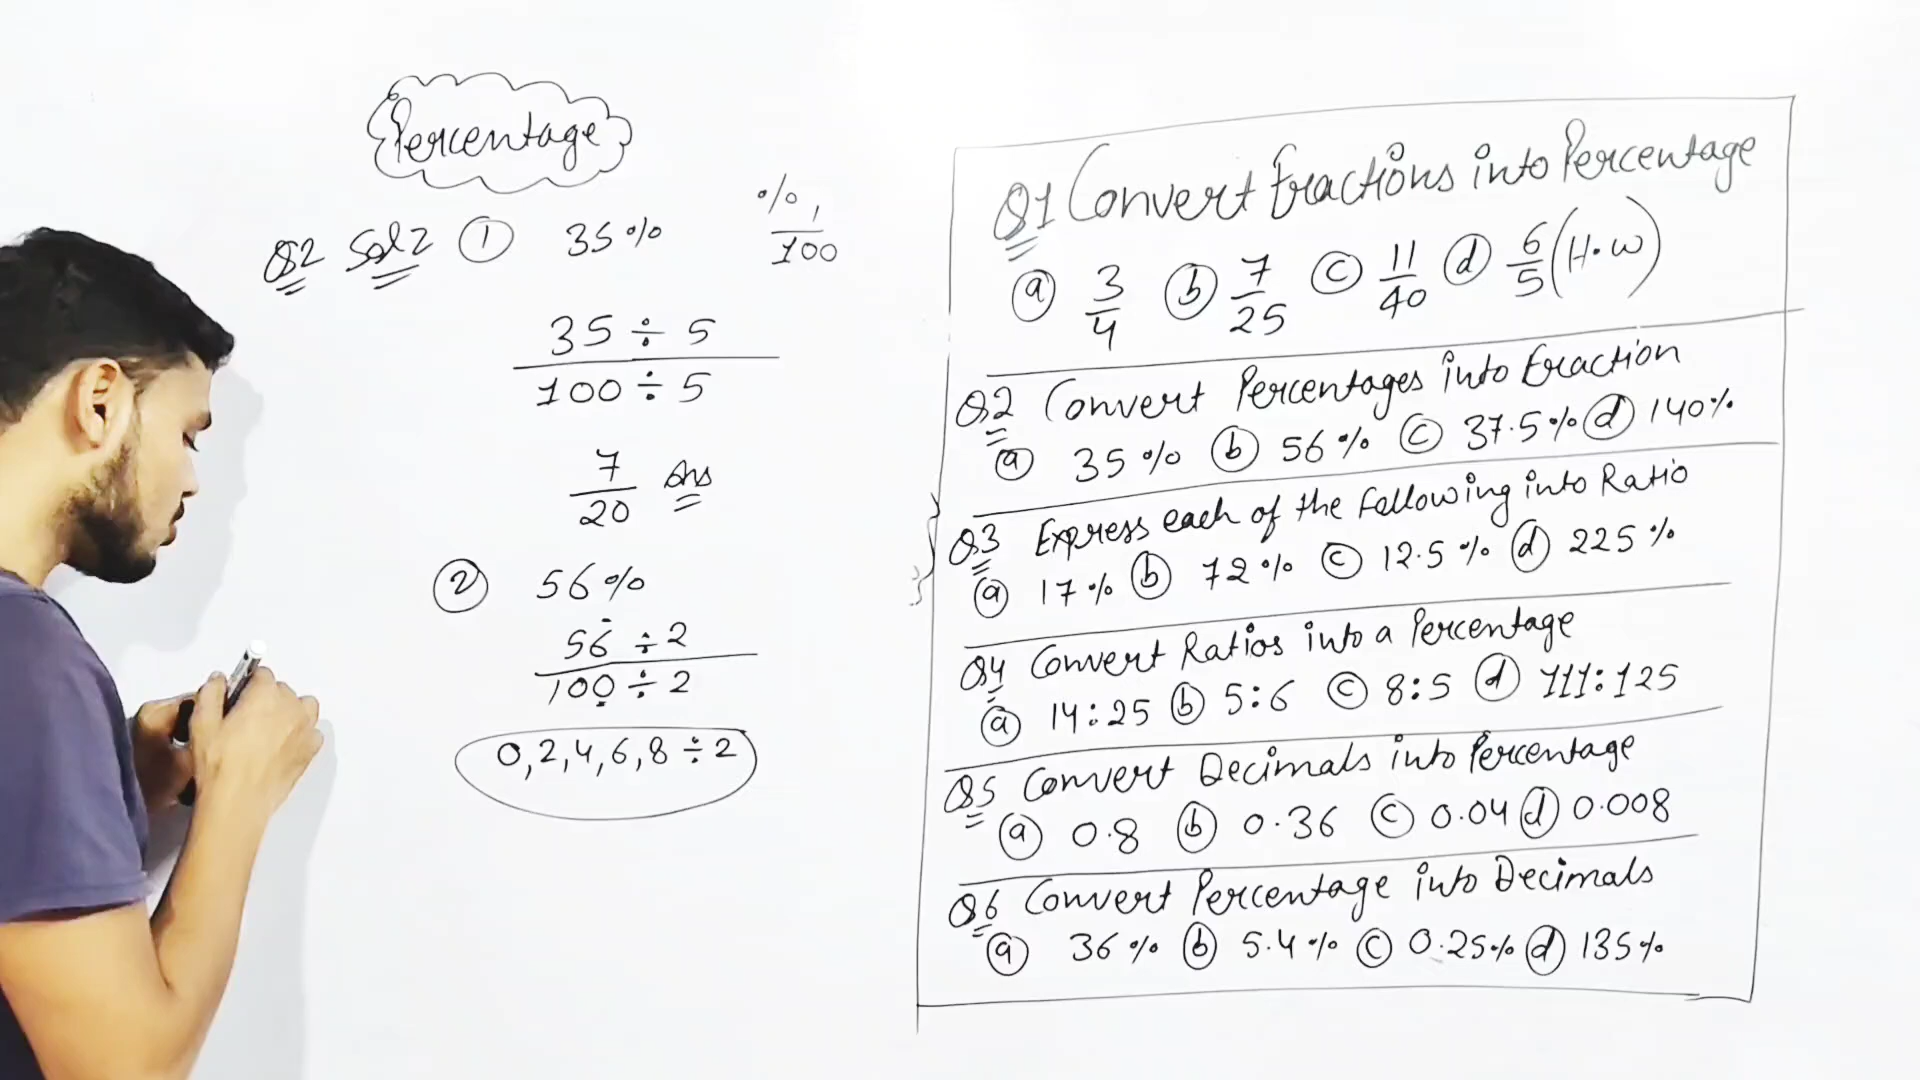 Percentage
Q2 Sol2 ① 35% % , 1/100
35 ÷ 5
100 ÷ 5
7/20 Ans
② 56%
56 ÷ 2
100 ÷ 2
0,2,4,6,8 ÷ 2
Q1 Convert Fractions into Percentage
ⓐ 3/4 ⓑ 7/25 ⓒ 11/40 ⓓ 6/5 (H.W)
Q.2 Convert Percentages into Fraction
ⓐ 35% ⓑ 56% ⓒ 37.5% ⓓ 140%
Q.3 Express each of the Following into Ratio
ⓐ 17% ⓑ 72% ⓒ 12.5% ⓓ 225%
Q4 Convert Ratios into a Percentage
ⓐ 14:25 ⓑ 5:6 ⓒ 8:5 ⓓ 111:125
Q5 Convert Decimals into Percentage
ⓐ 0.8 ⓑ 0.36 ⓒ 0.04 ⓓ 0.008
Q6 Convert Percentage into Decimals
ⓐ 36% ⓑ 5.4% ⓒ 0.25% ⓓ 135%